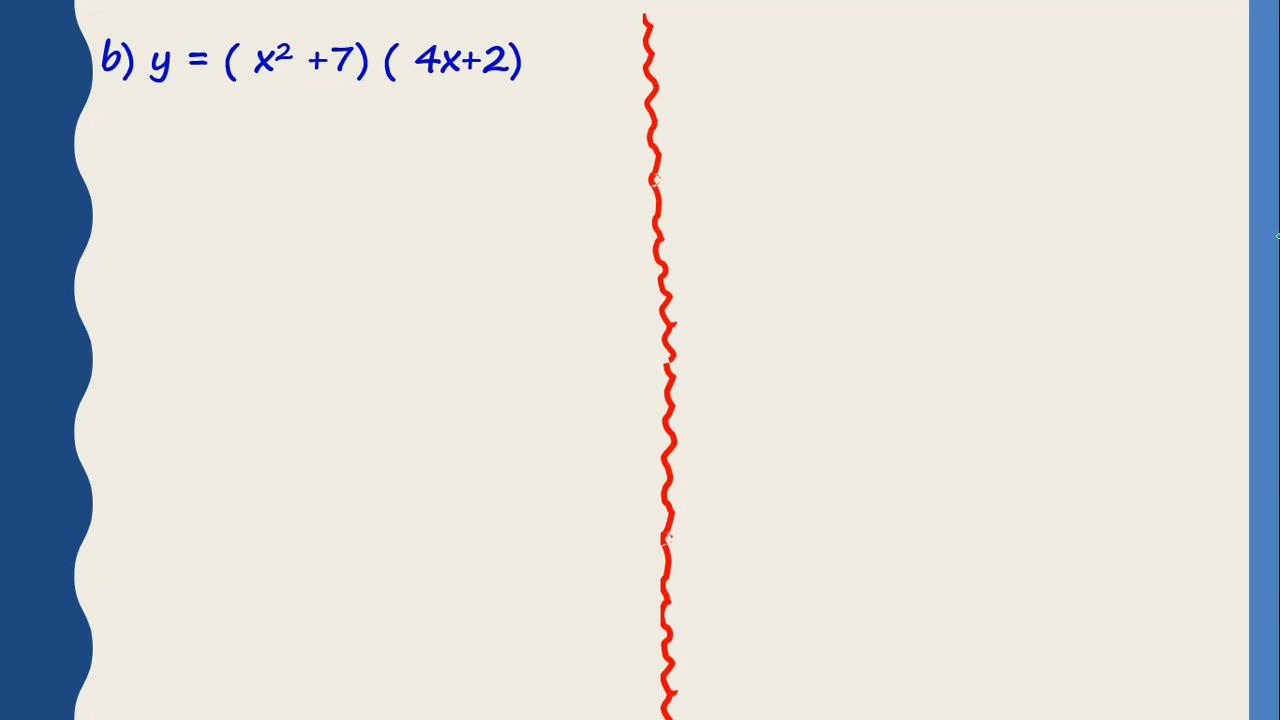 b) y = ( x² +7) ( 4x+2)